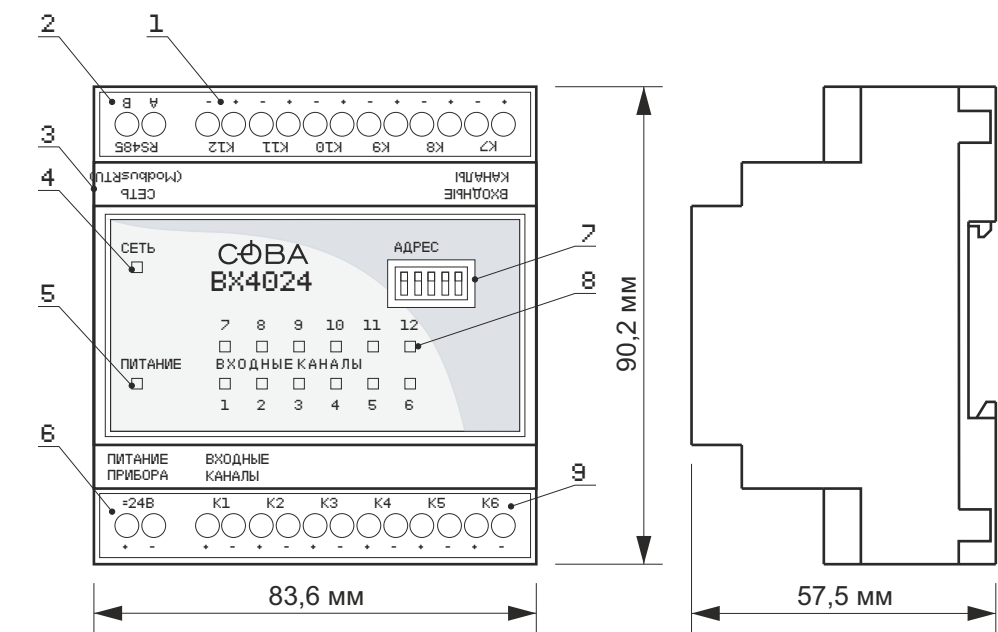 2 1
B A - + - + - + - + - + - +
RS485 K12 K11 K10 K9 K8 K7
3
СЕТЬ (ModbusRTU)
ВХОДНЫЕ КАНАЛЫ
4
СЕТЬ
СОВА
BX4024
АДРЕС
7
8
5
7 8 9 10 11 12
ПИТАНИЕ
ВХОДНЫЕ КАНАЛЫ
1 2 3 4 5 6
6
ПИТАНИЕ ПРИБОРА
ВХОДНЫЕ КАНАЛЫ
9
=24В K1 K2 K3 K4 K5 K6
+ - + - + - + - + - + - + -
90,2 мм
83,6 мм
57,5 мм